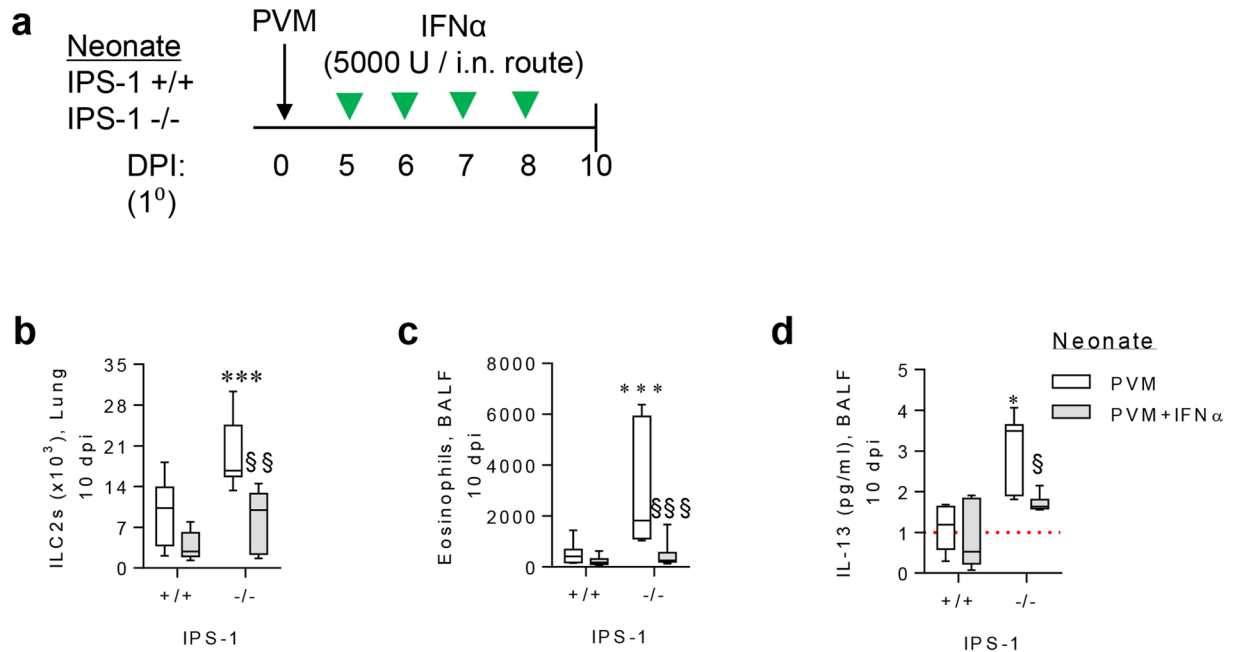 a
Neonate
IPS-1 +/+
IPS-1 -/-
PVM
IFNα
(5000 U / i.n. route)
DPI:
(1⁰)
0 5 6 7 8 10
b
ILC2s (x10³), Lung
10 dpi
35
28
21
14
7
0
***
§§
+/+ -/-
IPS-1
c
Eosinophils, BALF
10 dpi
8000
6000
4000
2000
0
***
§§§
+/+ -/-
IPS-1
d
IL-13 (pg/ml), BALF
10 dpi
5
4
3
2
1
0
*
§
+/+ -/-
IPS-1
Neonate
PVM
PVM+IFNα